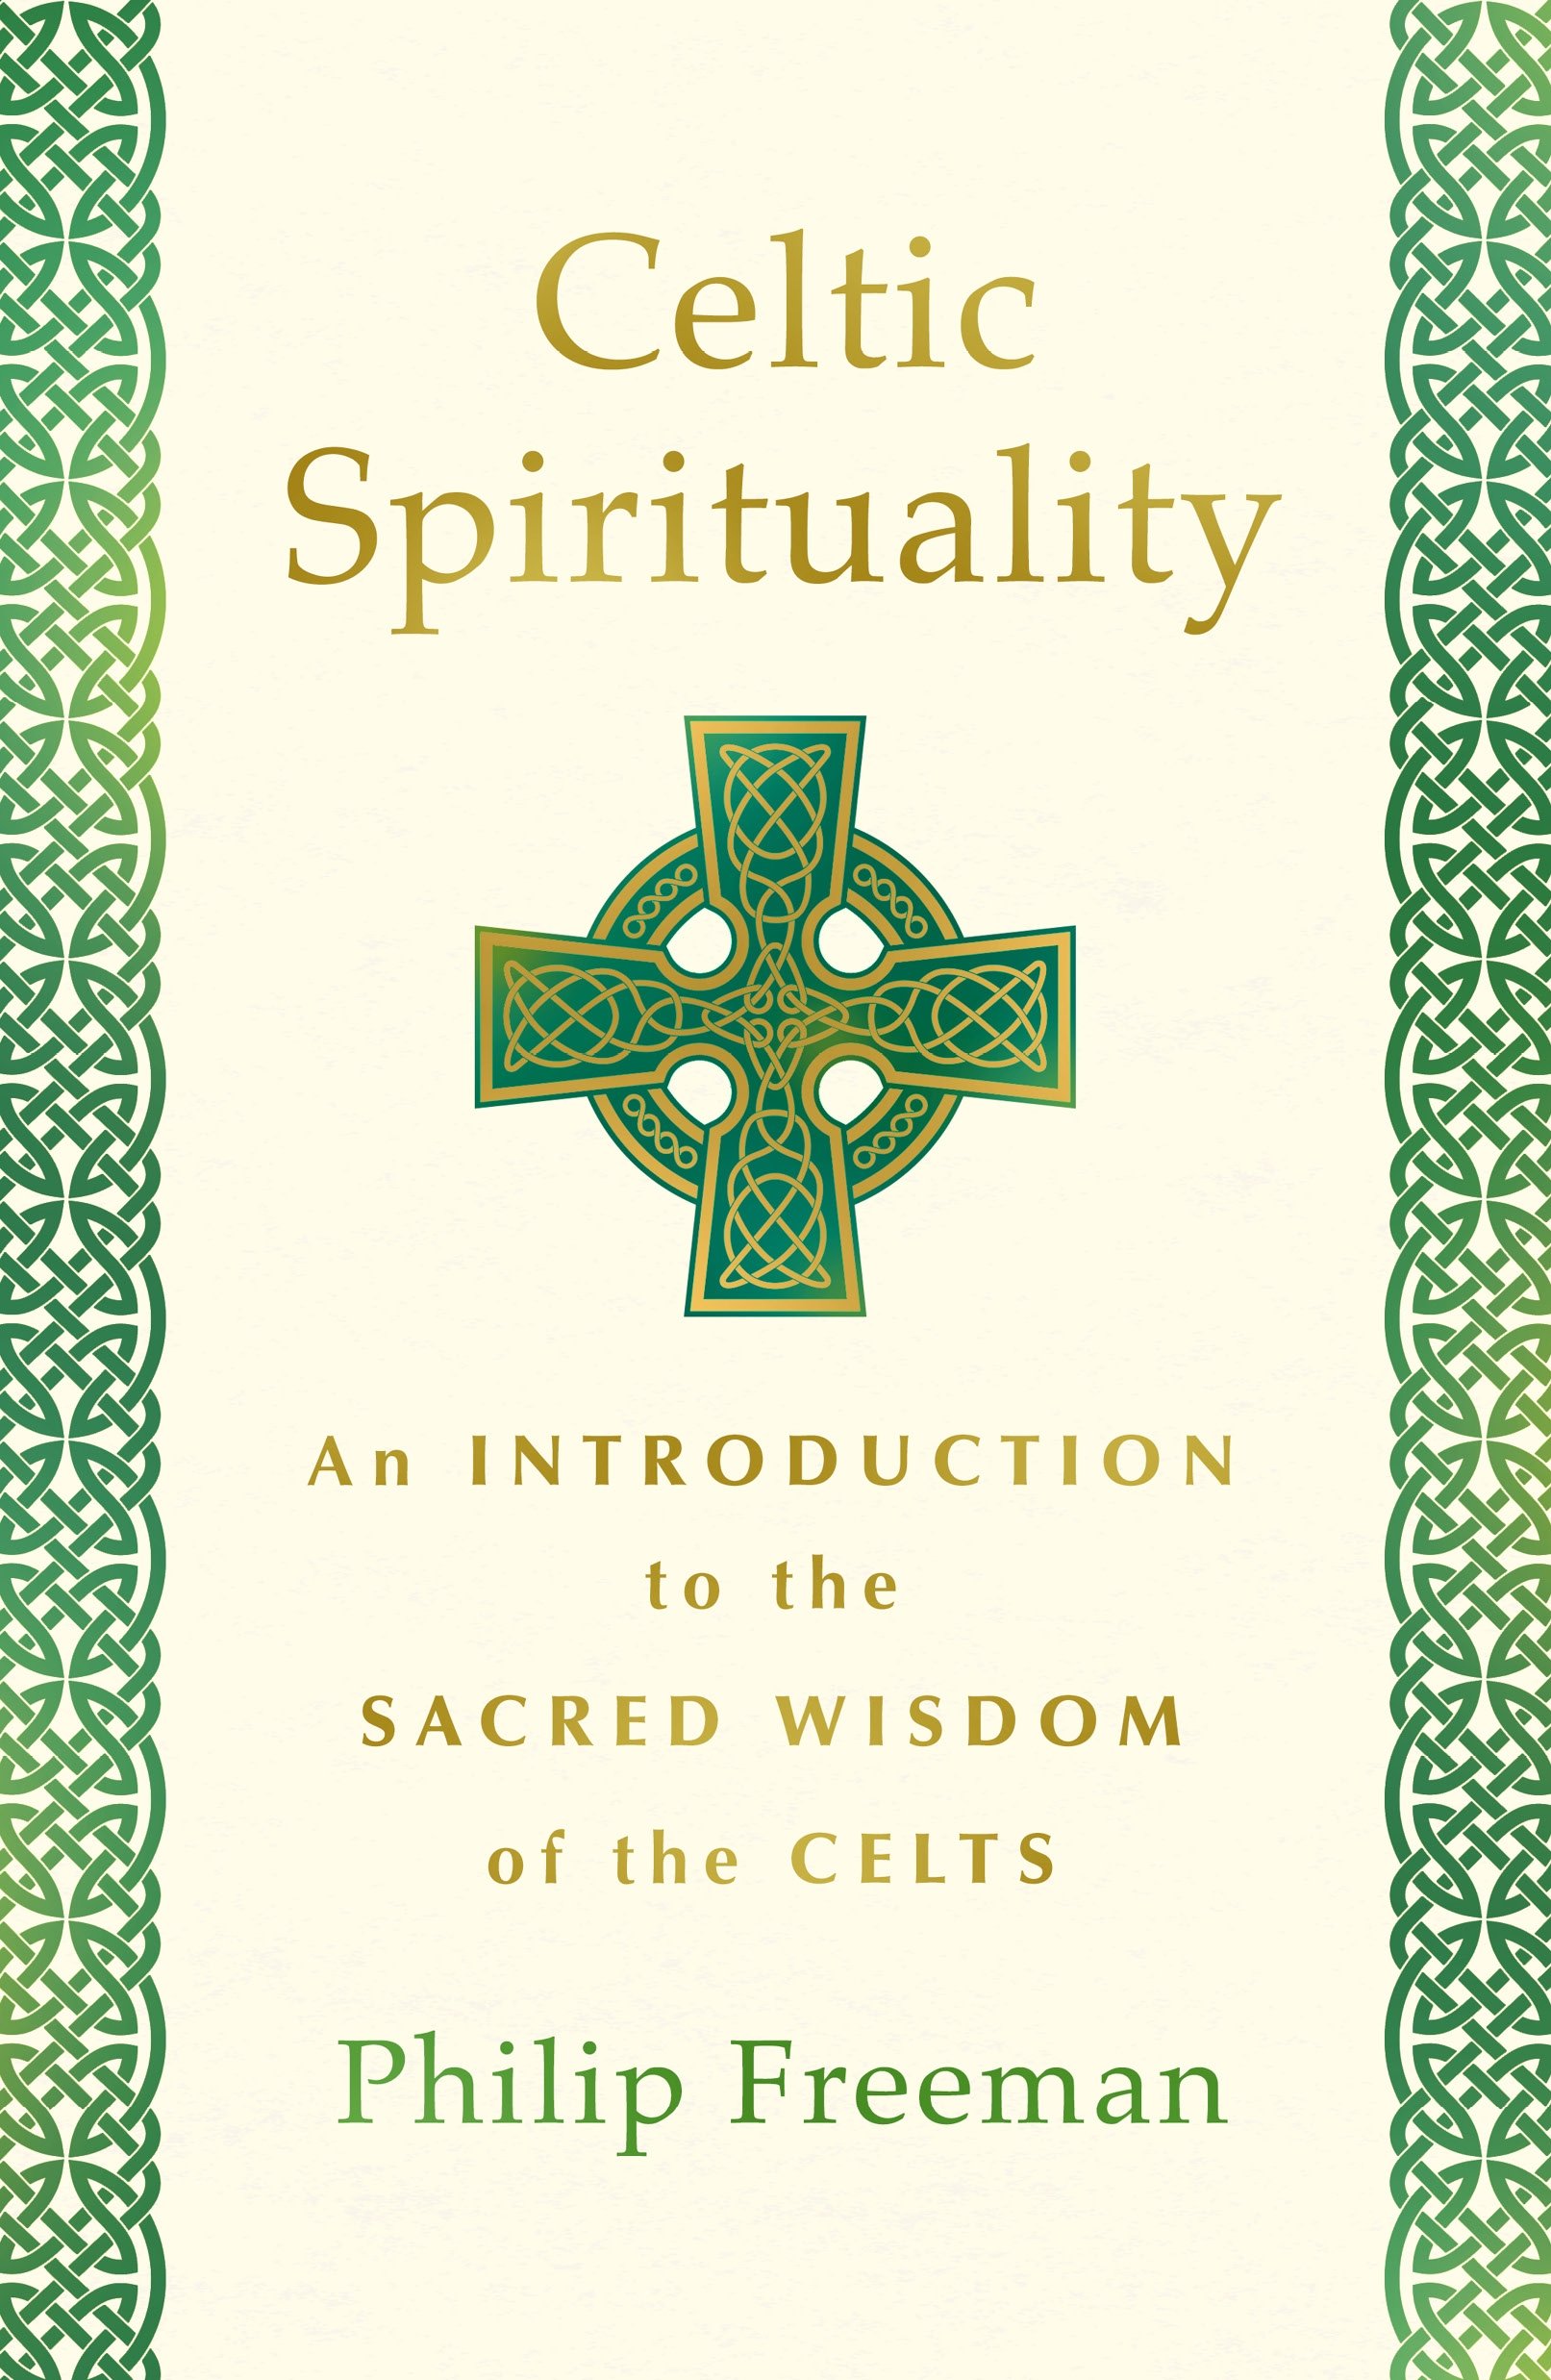 Celtic
Spirituality
An INTRODUCTION
to the
SACRED WISDOM
of the CELTS
Philip Freeman